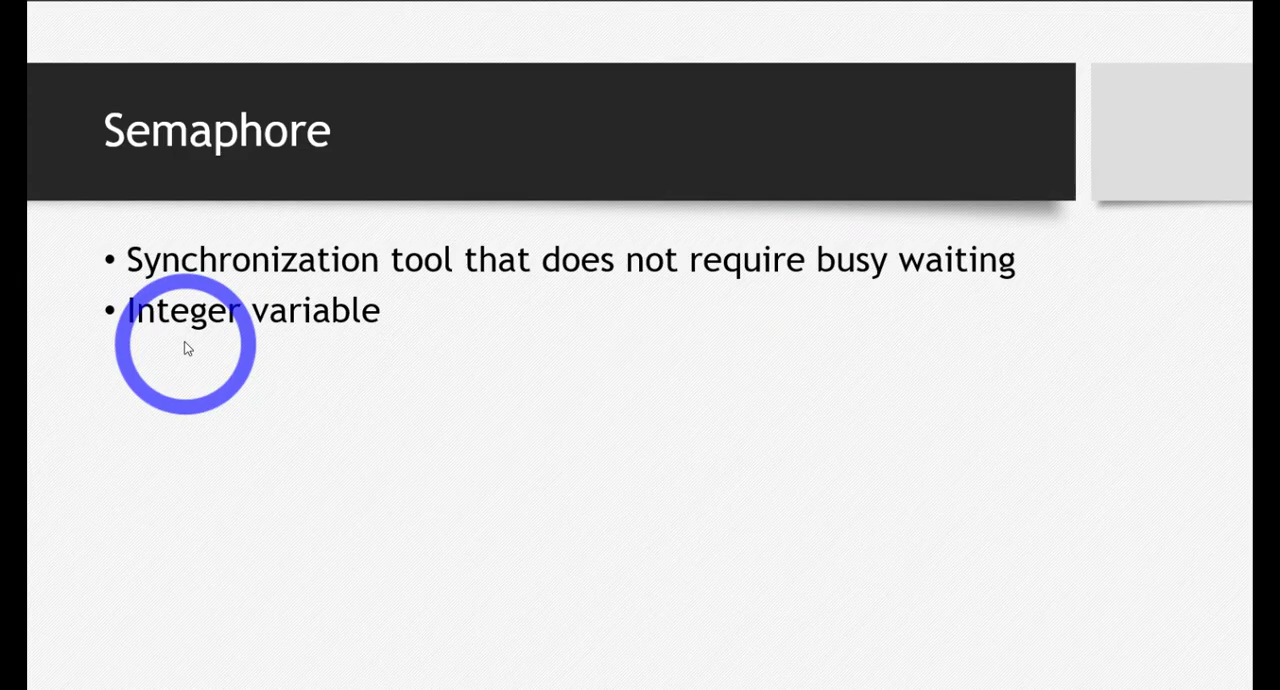 Semaphore
• Synchronization tool that does not require busy waiting
• Integer variable